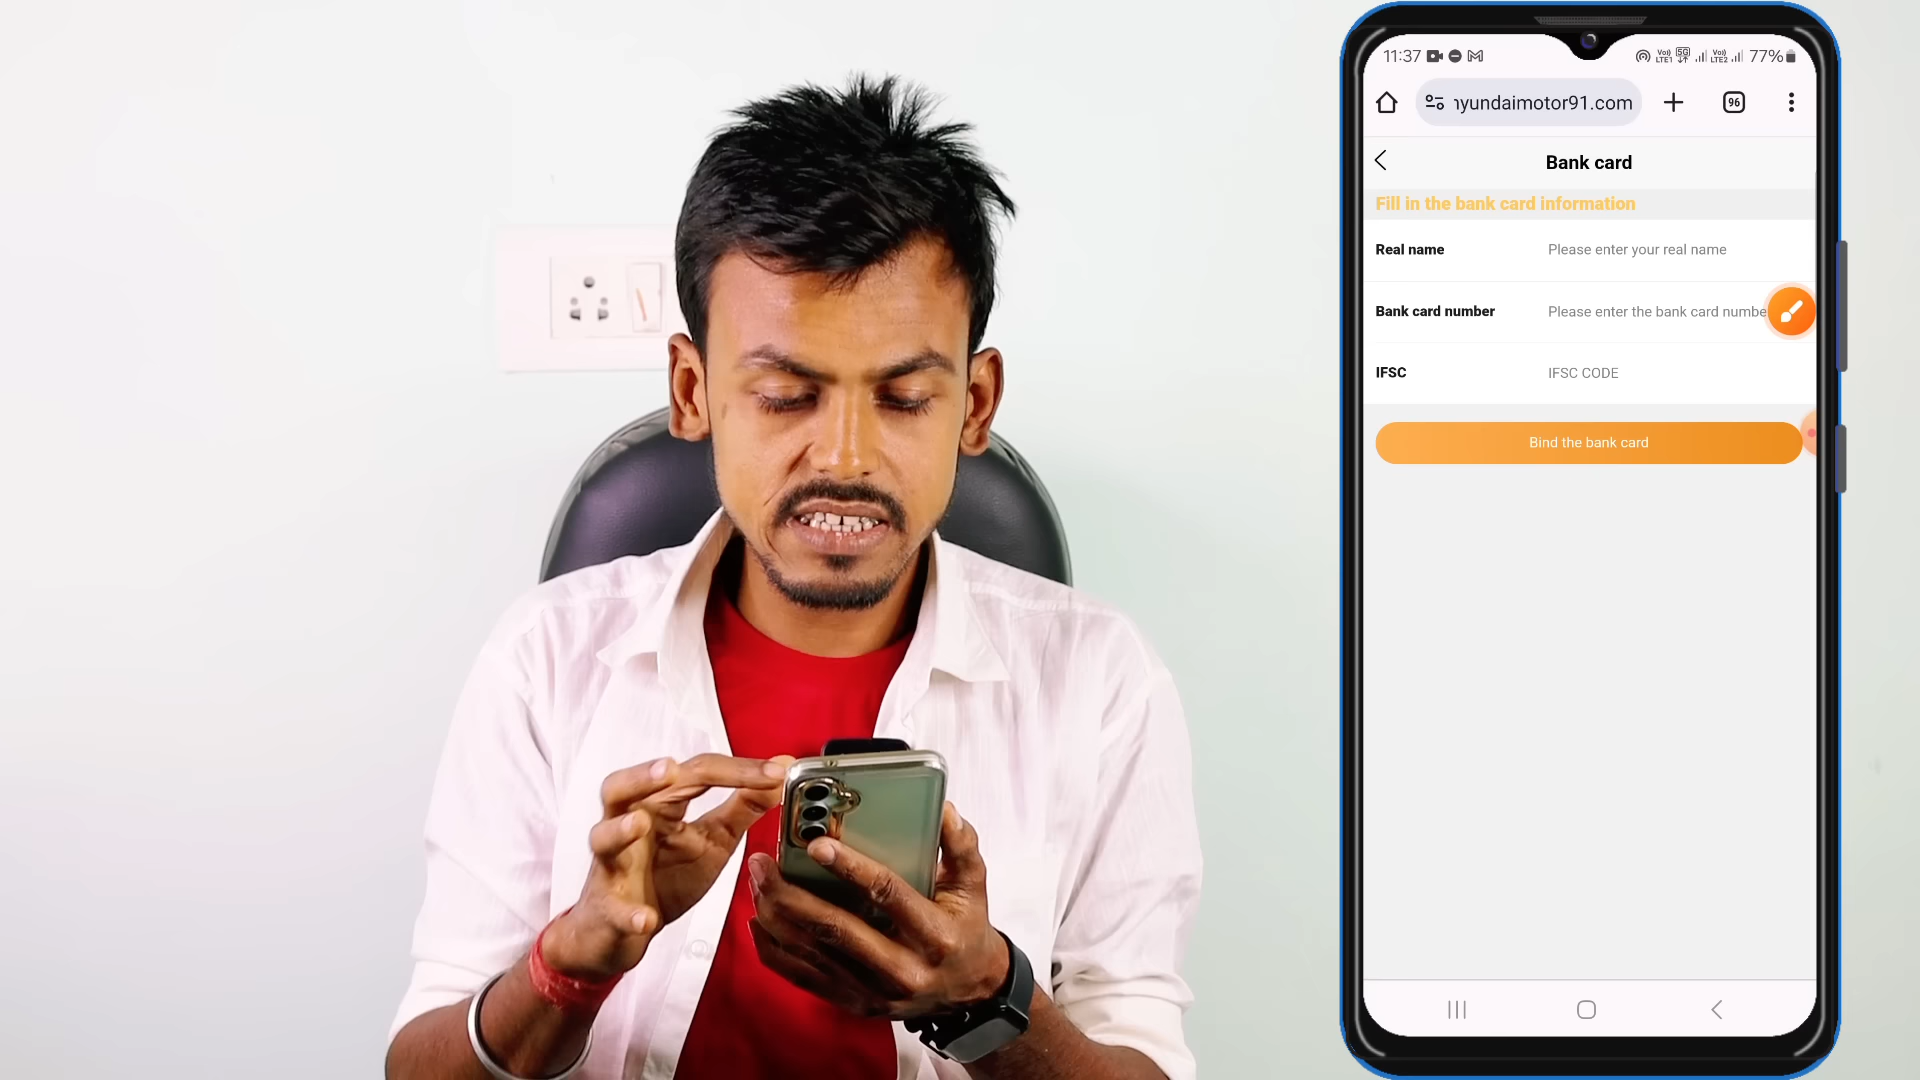 11:37
77%
yundaimotor91.com
96
Bank card
Fill in the bank card information
Real name Please enter your real name
Bank card number Please enter the bank card numbe
IFSC IFSC CODE
Bind the bank card